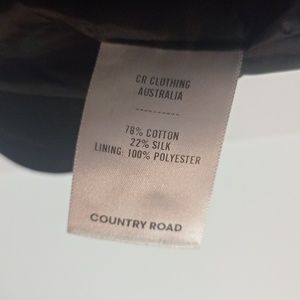 CR CLOTHING
AUSTRALIA
----------
78% COTTON
22% SILK
LINING: 100% POLYESTER
COUNTRY ROAD